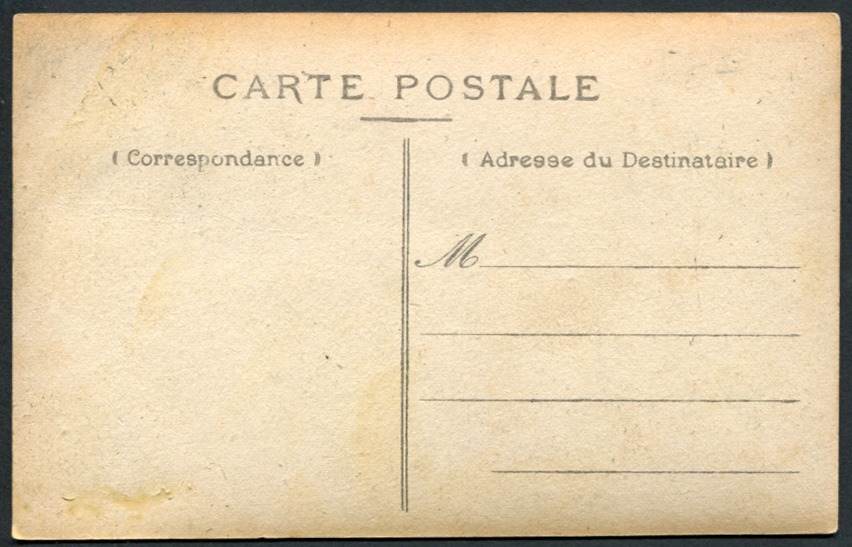 CARTE POSTALE
( Correspondance )
( Adresse du Destinataire )
M